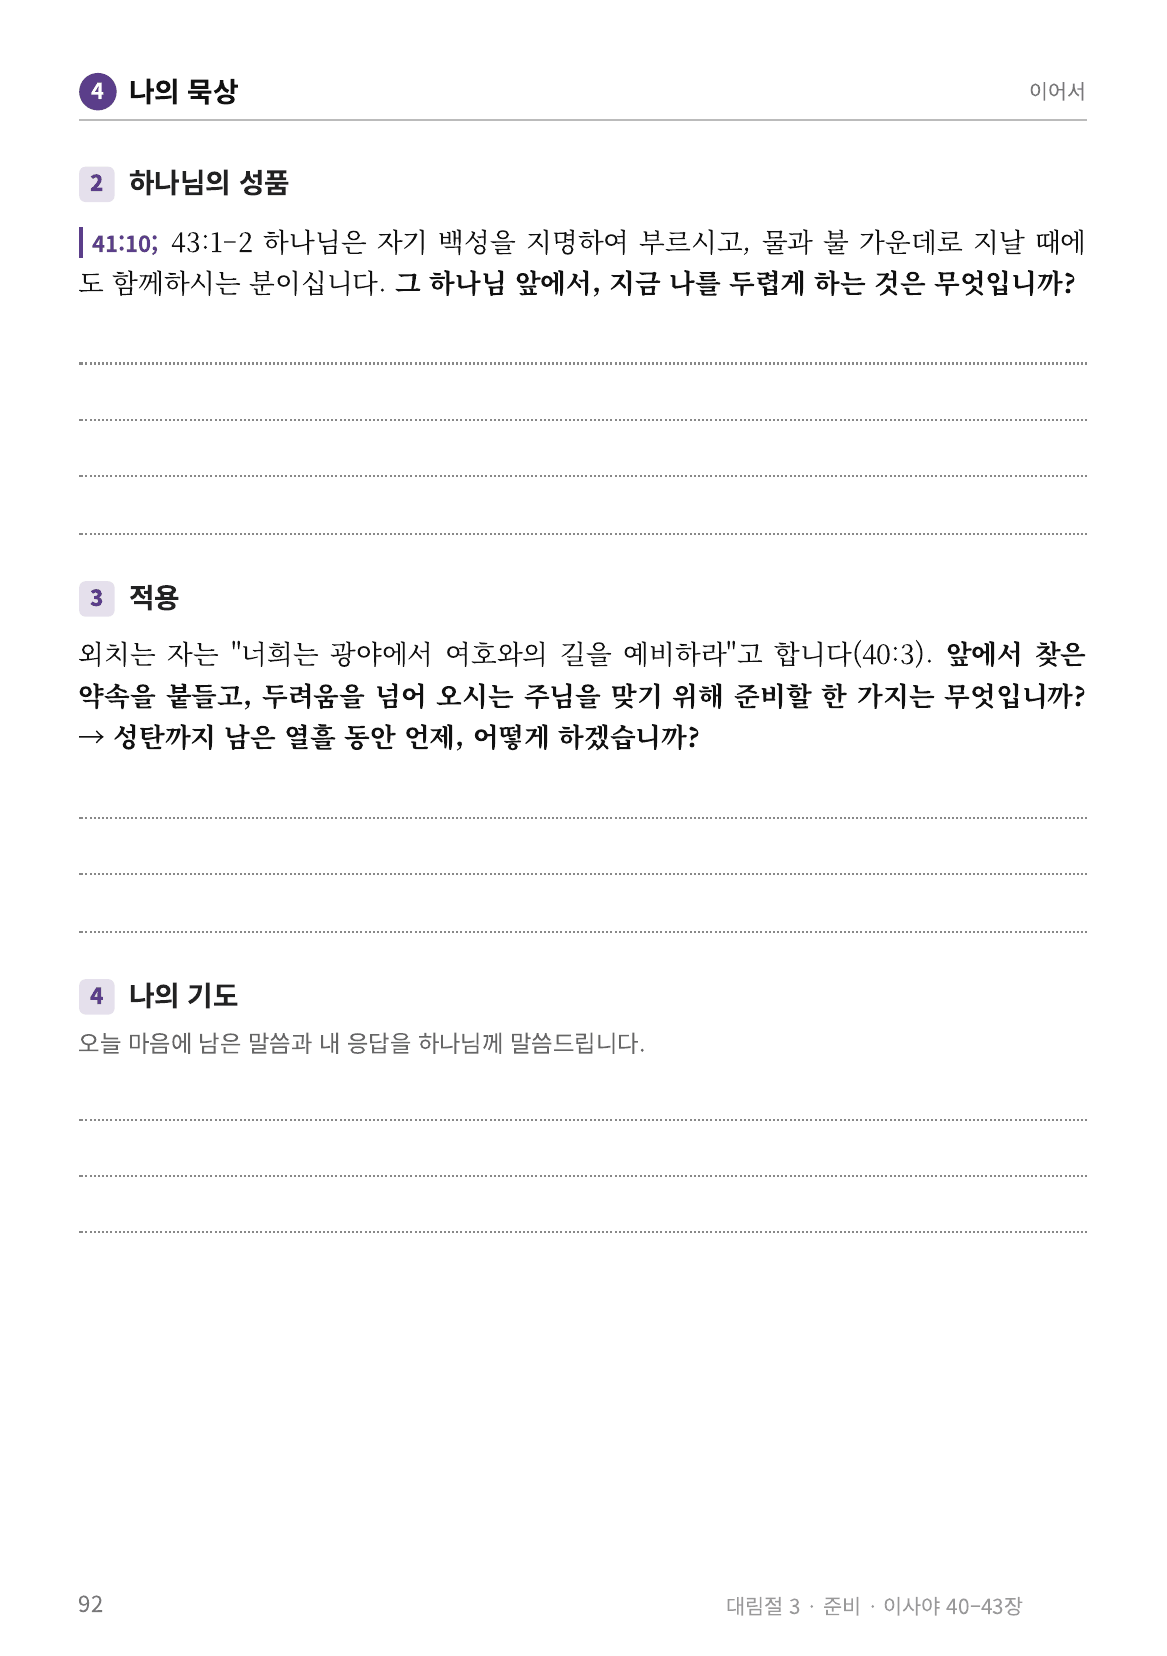 4 나의 묵상
이어서
2 하나님의 성품
41:10; 43:1–2 하나님은 자기 백성을 지명하여 부르시고, 물과 불 가운데로 지날 때에
도 함께하시는 분이십니다. 그 하나님 앞에서, 지금 나를 두렵게 하는 것은 무엇입니까?
3 적용
외치는 자는 "너희는 광야에서 여호와의 길을 예비하라"고 합니다(40:3). 앞에서 찾은
약속을 붙들고, 두려움을 넘어 오시는 주님을 맞기 위해 준비할 한 가지는 무엇입니까?
→ 성탄까지 남은 열흘 동안 언제, 어떻게 하겠습니까?
4 나의 기도
오늘 마음에 남은 말씀과 내 응답을 하나님께 말씀드립니다.
92
대림절 3 · 준비 · 이사야 40–43장